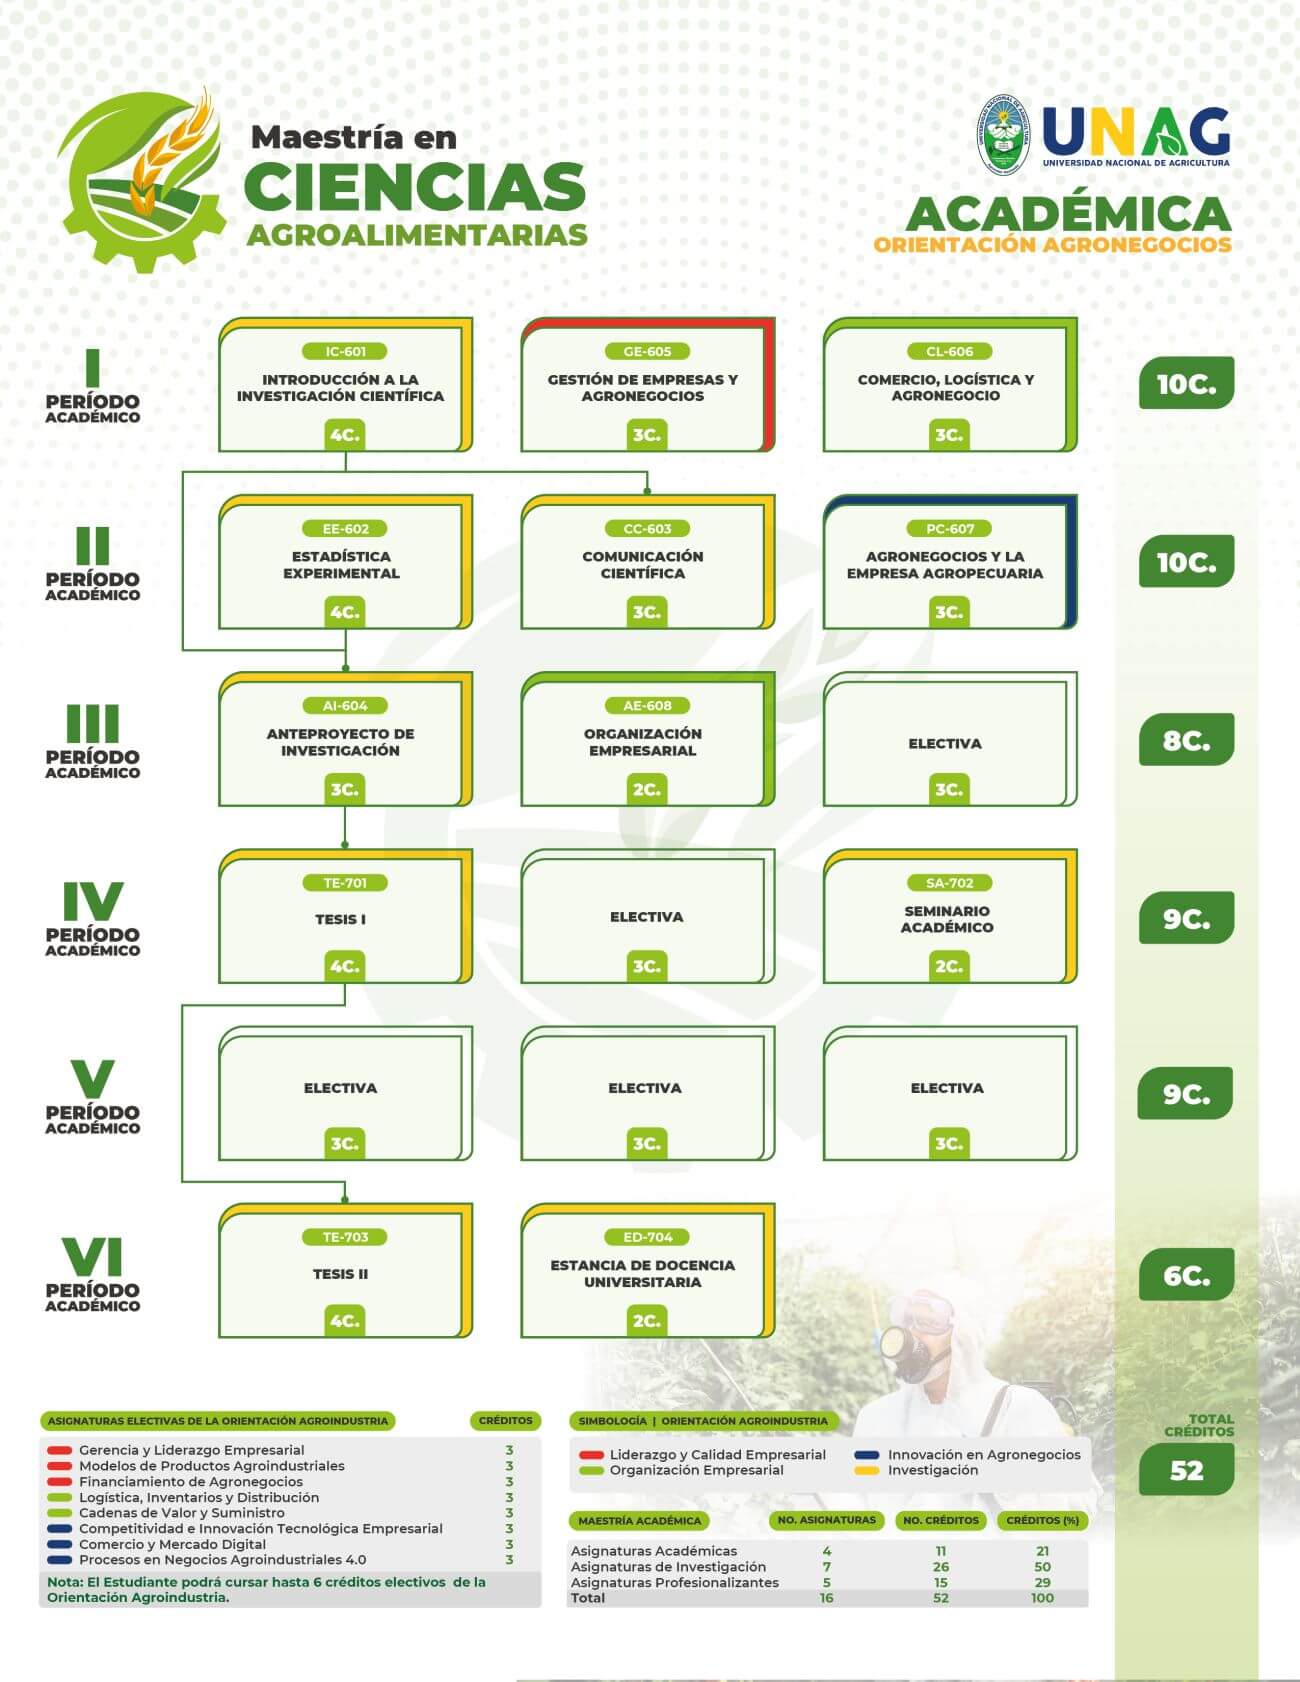 Maestría en
CIENCIAS
AGROALIMENTARIAS
UNIVERSIDAD NACIONAL DE AGRICULTURA
UNAG
UNIVERSIDAD NACIONAL DE AGRICULTURA
ACADÉMICA
ORIENTACIÓN AGRONEGOCIOS
I
PERÍODO
ACADÉMICO
IC-601
INTRODUCCIÓN A LA
INVESTIGACIÓN CIENTÍFICA
4C.
GE-605
GESTIÓN DE EMPRESAS Y
AGRONEGOCIOS
3C.
CL-606
COMERCIO, LOGÍSTICA Y
AGRONEGOCIO
3C.
10C.
II
PERÍODO
ACADÉMICO
EE-602
ESTADÍSTICA
EXPERIMENTAL
4C.
CC-603
COMUNICACIÓN
CIENTÍFICA
3C.
PC-607
AGRONEGOCIOS Y LA
EMPRESA AGROPECUARIA
3C.
10C.
III
PERÍODO
ACADÉMICO
AI-604
ANTEPROYECTO DE
INVESTIGACIÓN
3C.
AE-608
ORGANIZACIÓN
EMPRESARIAL
2C.
ELECTIVA
3C.
8C.
IV
PERÍODO
ACADÉMICO
TE-701
TESIS I
4C.
ELECTIVA
3C.
SA-702
SEMINARIO
ACADÉMICO
2C.
9C.
V
PERÍODO
ACADÉMICO
ELECTIVA
3C.
ELECTIVA
3C.
ELECTIVA
3C.
9C.
VI
PERÍODO
ACADÉMICO
TE-703
TESIS II
4C.
ED-704
ESTANCIA DE DOCENCIA
UNIVERSITARIA
2C.
6C.
ASIGNATURAS ELECTIVAS DE LA ORIENTACIÓN AGROINDUSTRIA CRÉDITOS
Gerencia y Liderazgo Empresarial 3
Modelos de Productos Agroindustriales 3
Financiamiento de Agronegocios 3
Logística, Inventarios y Distribución 3
Cadenas de Valor y Suministro 3
Competitividad e Innovación Tecnológica Empresarial 3
Comercio y Mercado Digital 3
Procesos en Negocios Agroindustriales 4.0 3
Nota: El Estudiante podrá cursar hasta 6 créditos electivos de la
Orientación Agroindustria.
SIMBOLOGÍA | ORIENTACIÓN AGROINDUSTRIA
Liderazgo y Calidad Empresarial Innovación en Agronegocios
Organización Empresarial Investigación
MAESTRÍA ACADÉMICA NO. ASIGNATURAS NO. CRÉDITOS CRÉDITOS (%)
Asignaturas Académicas 4 11 21
Asignaturas de Investigación 7 26 50
Asignaturas Profesionalizantes 5 15 29
Total 16 52 100
TOTAL
CRÉDITOS
52